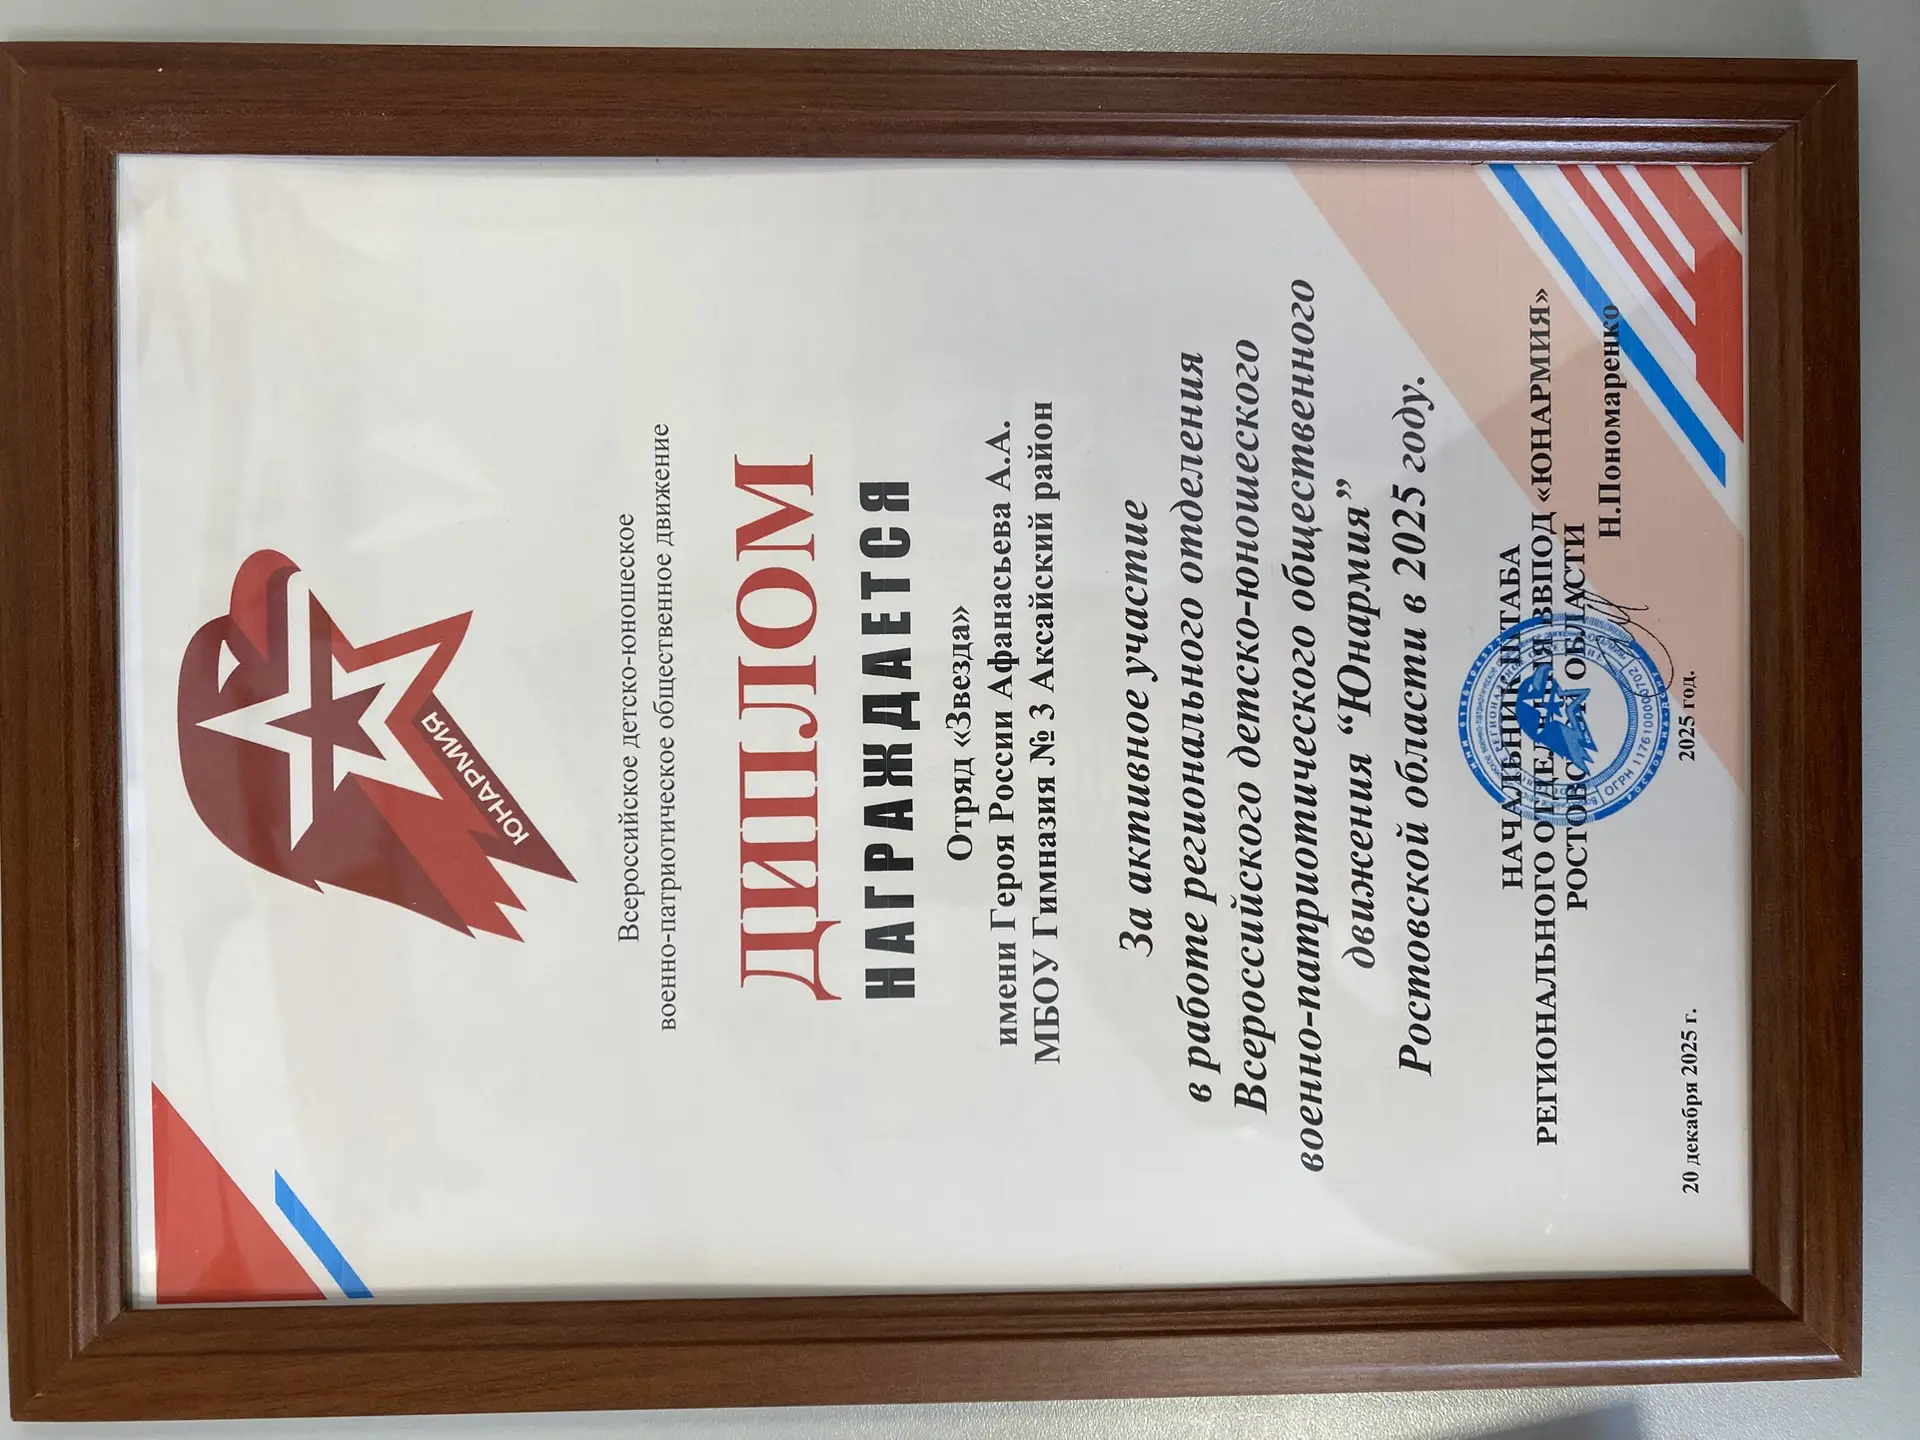 ЮНАРМИЯ
Всероссийское детско-юношеское
военно-патриотическое общественное движение
ДИПЛОМ
НАГРАЖДАЕТСЯ
Отряд «Звезда»
имени Героя России Афанасьева А.А.
МБОУ Гимназия № 3 Аксайский район
За активное участие
в работе регионального отделения
Всероссийского детско-юношеского
военно-патриотического общественного
движения “Юнармия”
Ростовской области в 2025 году.
НАЧАЛЬНИК ШТАБА
РЕГИОНАЛЬНОГО ОТДЕЛЕНИЯ ВВПОД «ЮНАРМИЯ»
РОСТОВСКОЙ ОБЛАСТИ
Н.Пономаренко
ОГРН 1176100000702
20 декабря 2025 г.
2025 год.